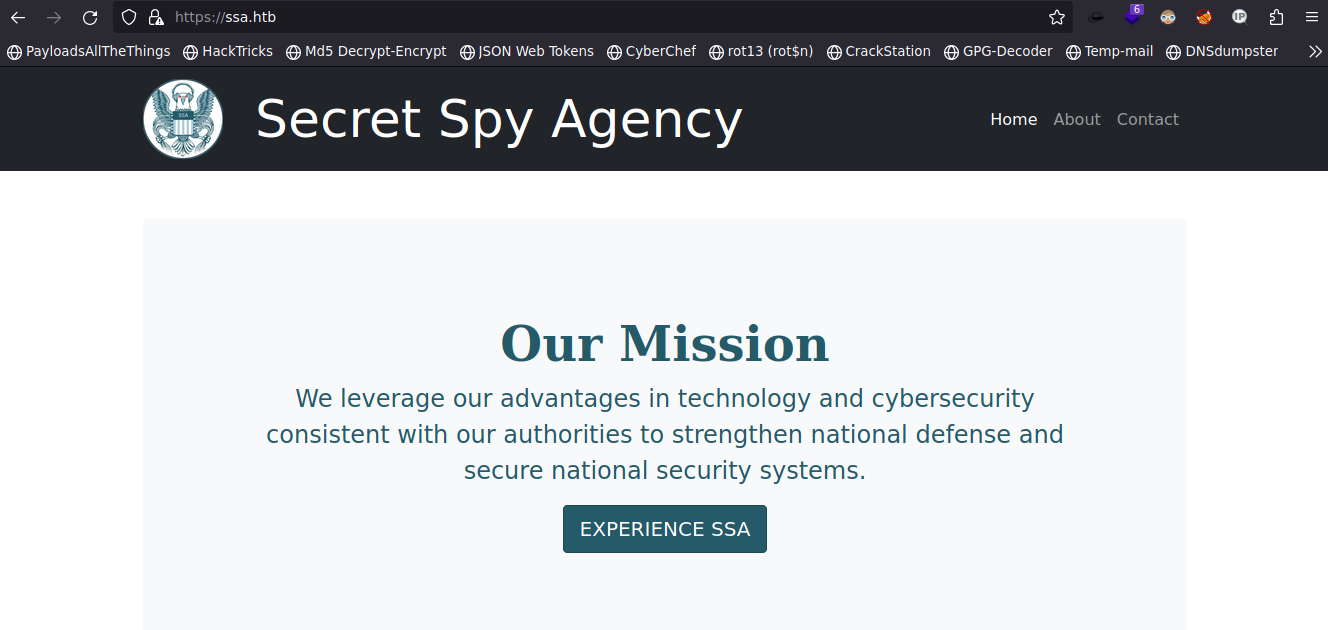 https://ssa.htb
6
IP
PayloadsAllTheThings HackTricks Md5 Decrypt-Encrypt JSON Web Tokens CyberChef rot13 (rot$n) CrackStation GPG-Decoder Temp-mail DNSdumpster
SSA
Secret Spy Agency
Home About Contact
Our Mission
We leverage our advantages in technology and cybersecurity
consistent with our authorities to strengthen national defense and
secure national security systems.
EXPERIENCE SSA